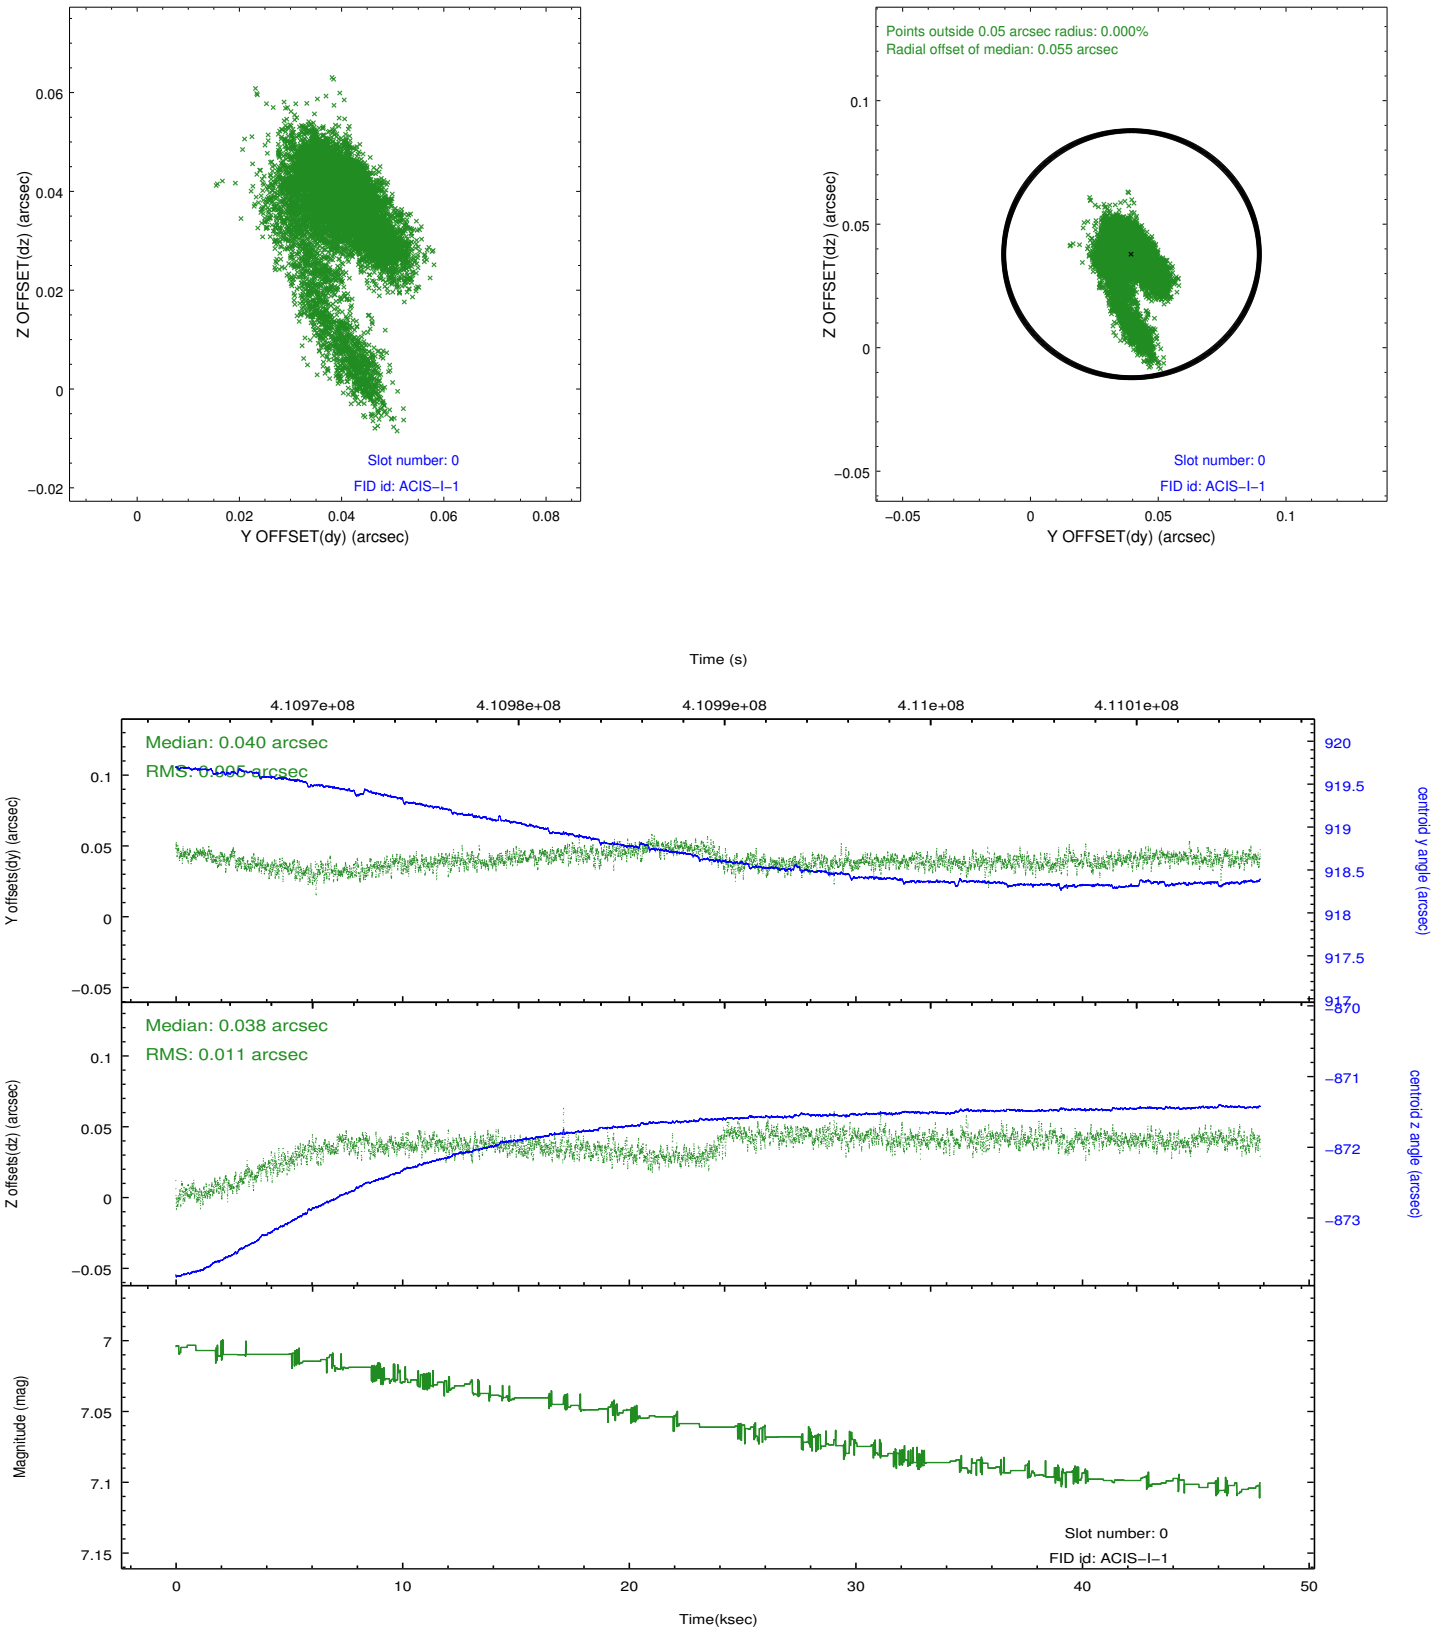 0.06
0.04
0.02
0
−0.02
Z OFFSET(dz) (arcsec)
Slot number: 0
FID id: ACIS−I−1
0 0.02 0.04 0.06 0.08
Y OFFSET(dy) (arcsec)
Points outside 0.05 arcsec radius: 0.000%
Radial offset of median: 0.055 arcsec
0.1
0.05
0
−0.05
Z OFFSET(dz) (arcsec)
Slot number: 0
FID id: ACIS−I−1
−0.05 0 0.05 0.1
Y OFFSET(dy) (arcsec)
Time (s)
4.1097e+08 4.1098e+08 4.1099e+08 4.11e+08 4.1101e+08
Median: 0.040 arcsec
RMS: 0.005 arcsec
0.1
0.05
0
−0.05
Y offsets(dy) (arcsec)
920
919.5
919
918.5
918
917.5
917
centroid y angle (arcsec)
Median: 0.038 arcsec
RMS: 0.011 arcsec
0.1
0.05
0
−0.05
Z offsets(dz) (arcsec)
−870
−871
−872
−873
centroid z angle (arcsec)
7
7.05
7.1
7.15
Magnitude (mag)
Slot number: 0
FID id: ACIS−I−1
0 10 20 30 40 50
Time(ksec)